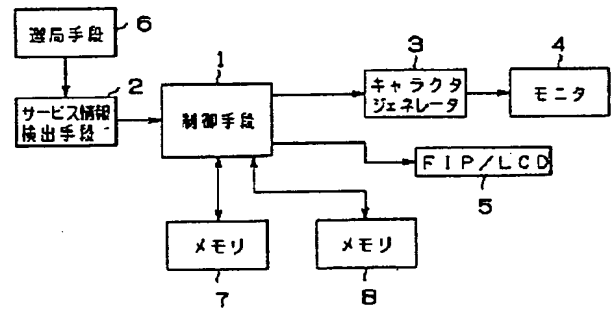 選局手段
6
サービス情報
検出手段
2
制御手段
1
キャラクタ
ジェネレータ
3
モニタ
4
FIP/LCD
5
メモリ
7
メモリ
8